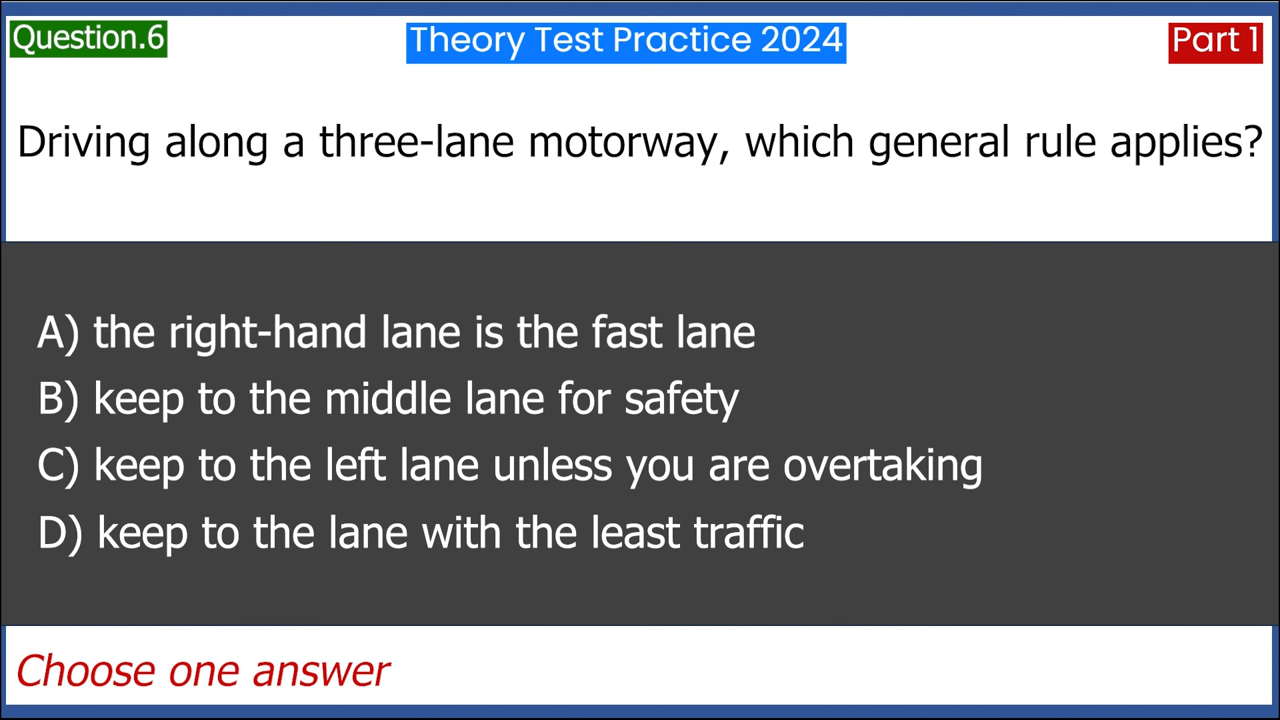 Question.6
Theory Test Practice 2024
Part 1
Driving along a three-lane motorway, which general rule applies?
A) the right-hand lane is the fast lane
B) keep to the middle lane for safety
C) keep to the left lane unless you are overtaking
D) keep to the lane with the least traffic
Choose one answer